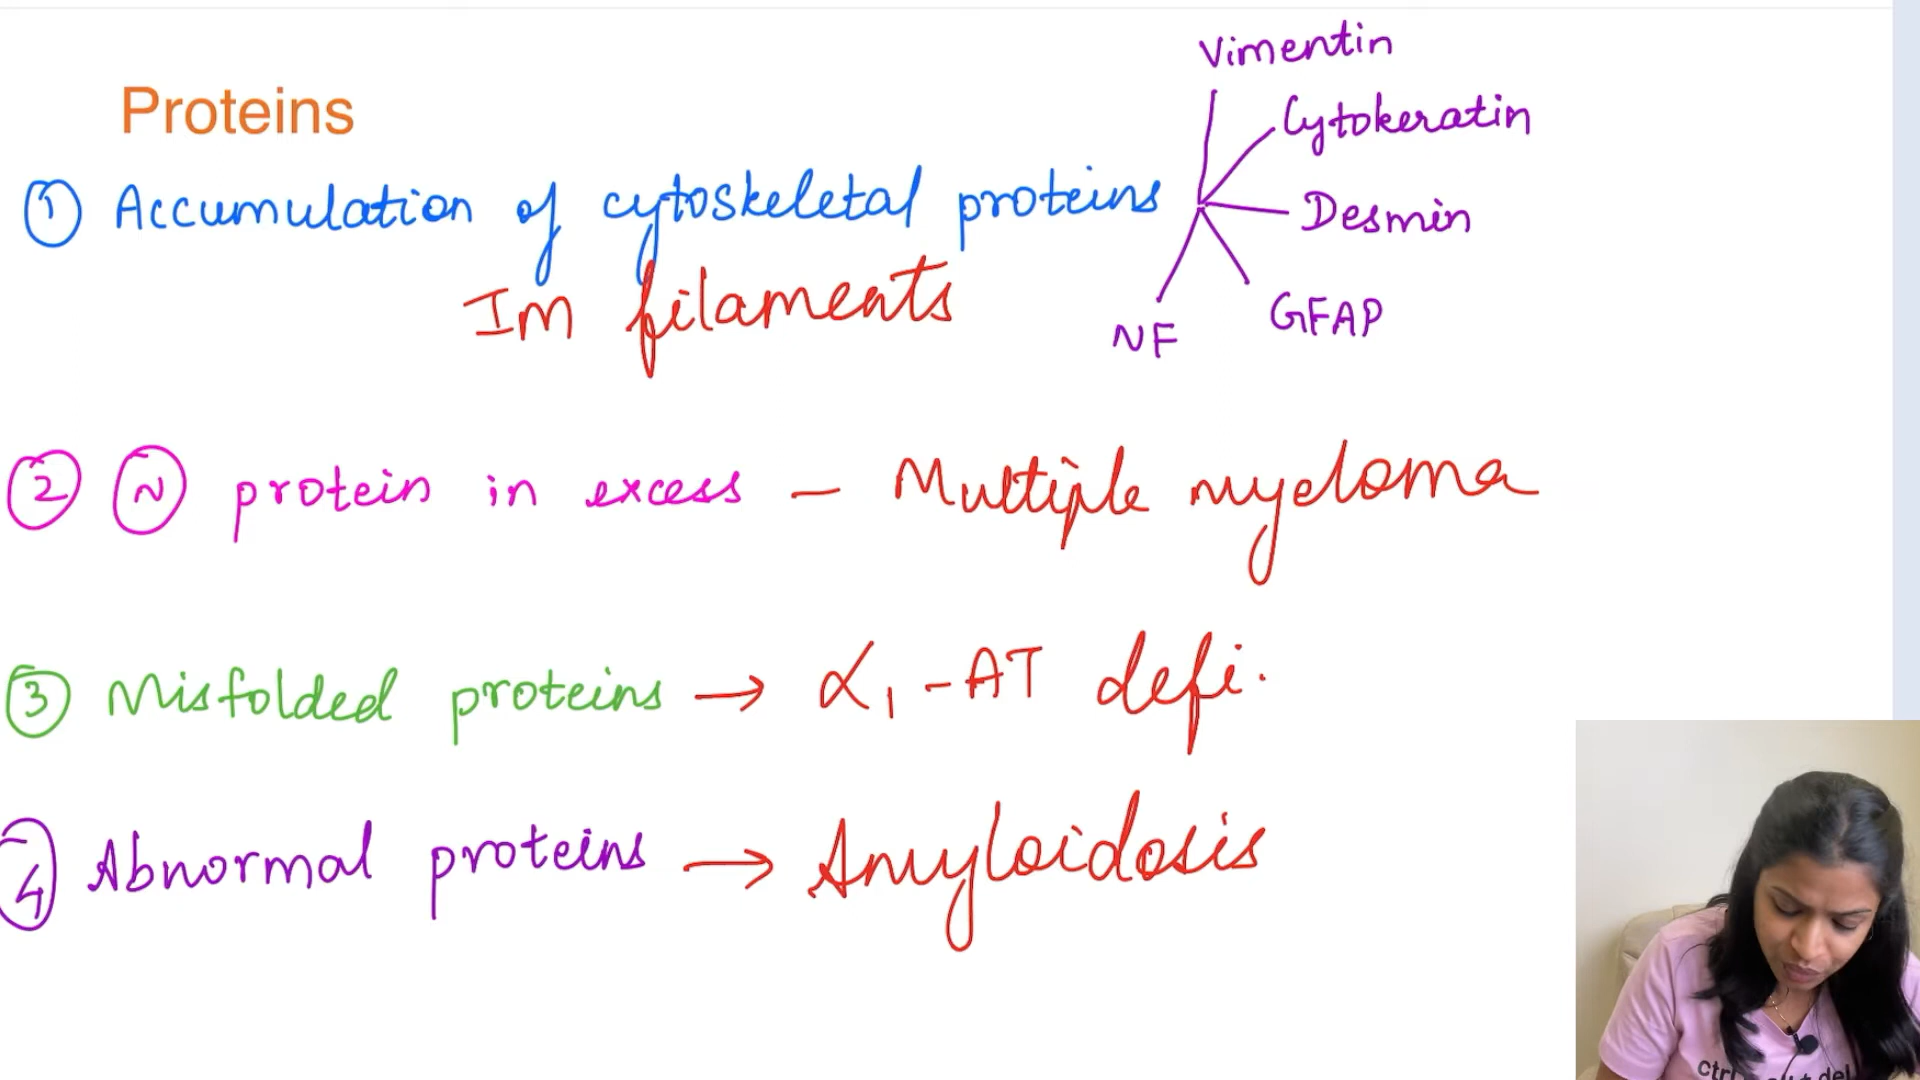 Vimentin
Proteins
Cytokeratin
① Accumulation of cytoskeletal proteins
Desmin
Im filaments
GFAP
NF
② Ⓝ protein in excess - Multiple myeloma
③ Misfolded proteins → α₁-AT defi.
④ Abnormal proteins → Amyloidosis